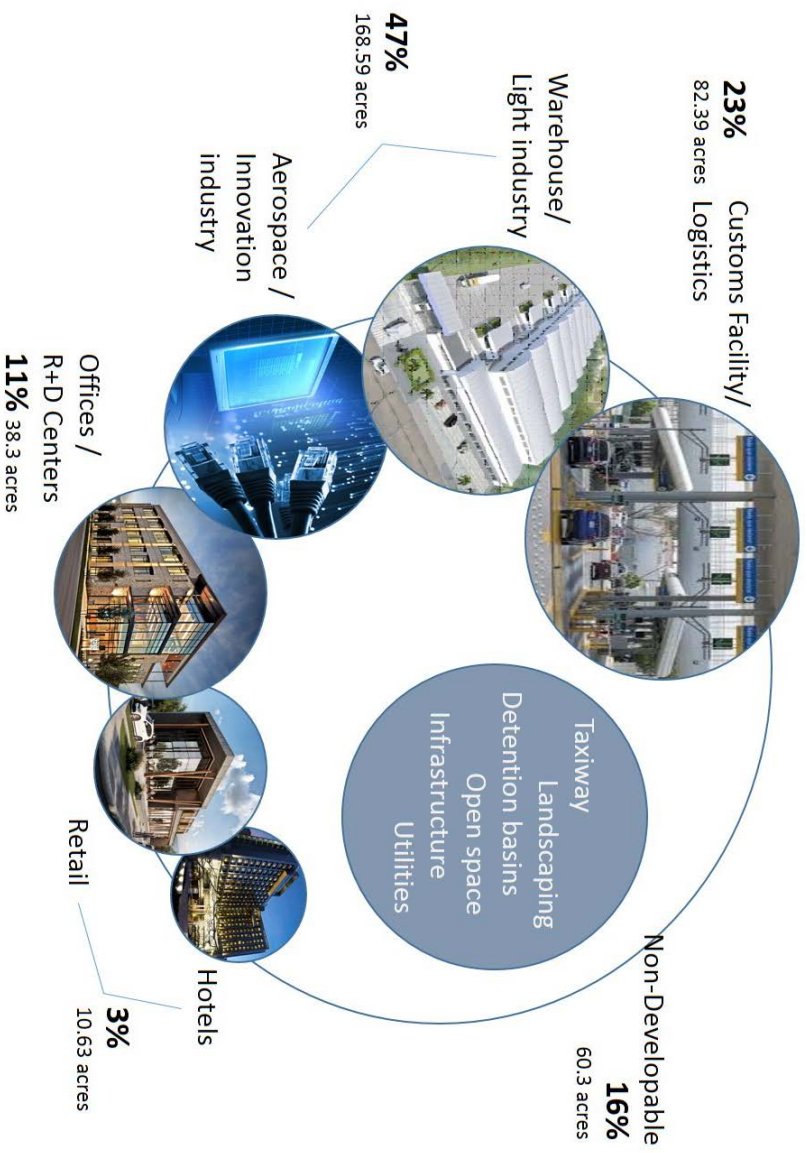 23%
82.39 acres
Customs Facility/
Logistics
Warehouse/
Light industry
47%
168.59 acres
Aerospace /
Innovation
industry
Offices /
R+D Centers
11% 38.3 acres
Retail
Hotels
3%
10.63 acres
Non-Developable
16%
60.3 acres
Taxiway
Landscaping
Detention basins
Open space
Infrastructure
Utilities